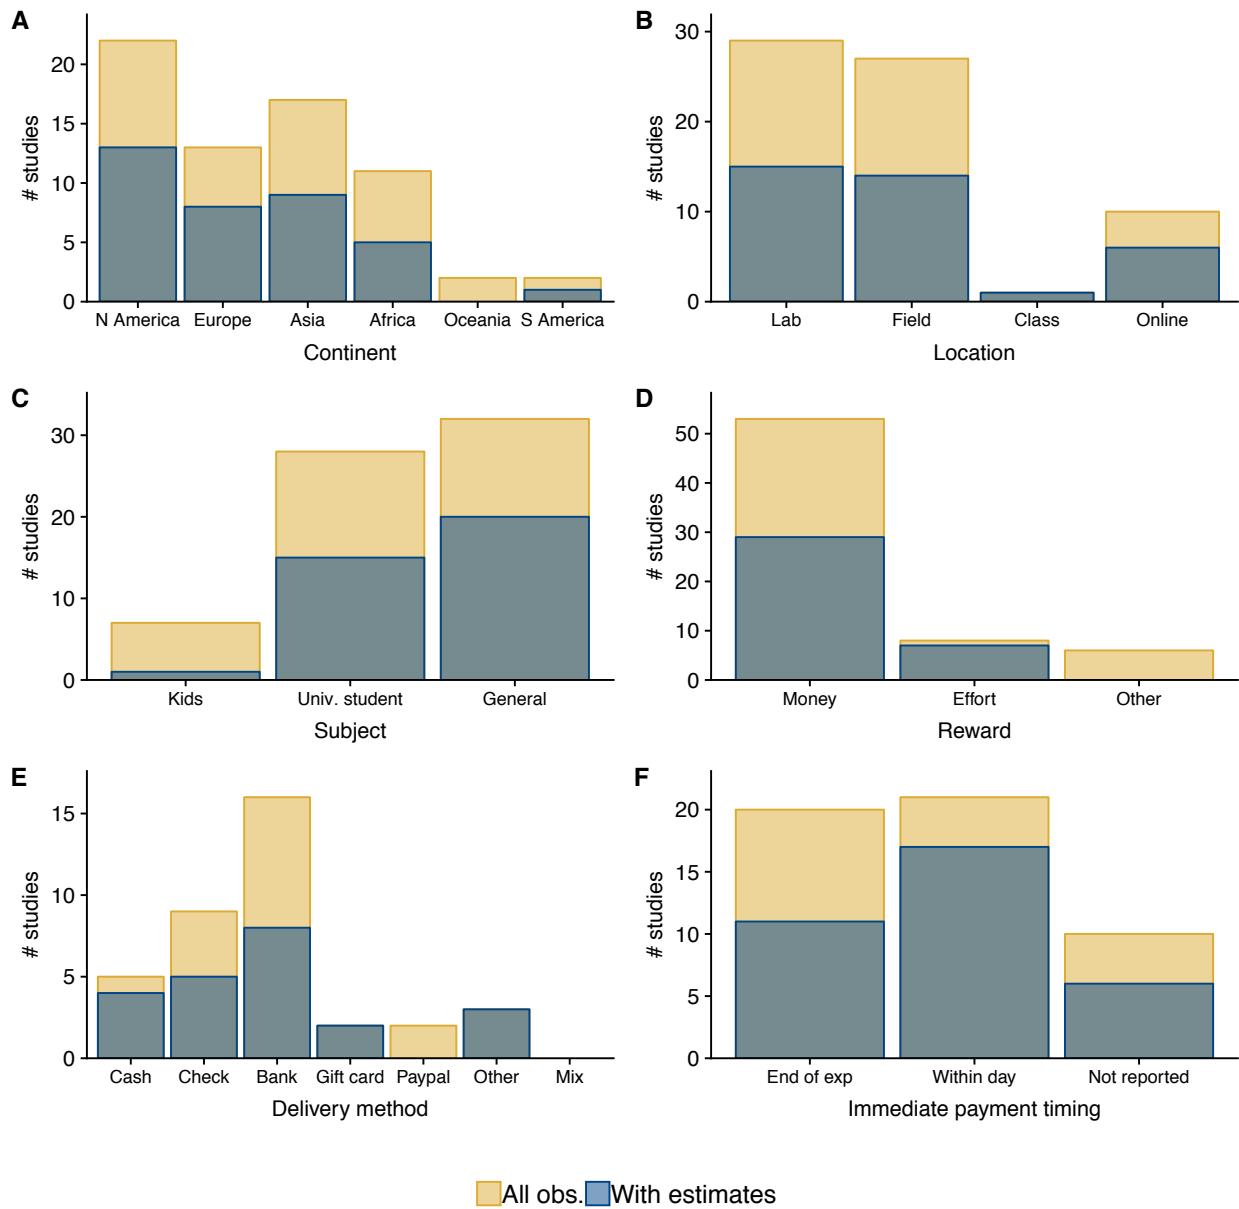 A
# studies
20
15
10
5
0
N America Europe Asia Africa Oceania S America
Continent
B
# studies
30
20
10
0
Lab Field Class Online
Location
C
# studies
30
20
10
0
Kids Univ. student General
Subject
D
# studies
50
40
30
20
10
0
Money Effort Other
Reward
E
# studies
15
10
5
0
Cash Check Bank Gift card Paypal Other Mix
Delivery method
F
# studies
20
15
10
5
0
End of exp Within day Not reported
Immediate payment timing
All obs. With estimates